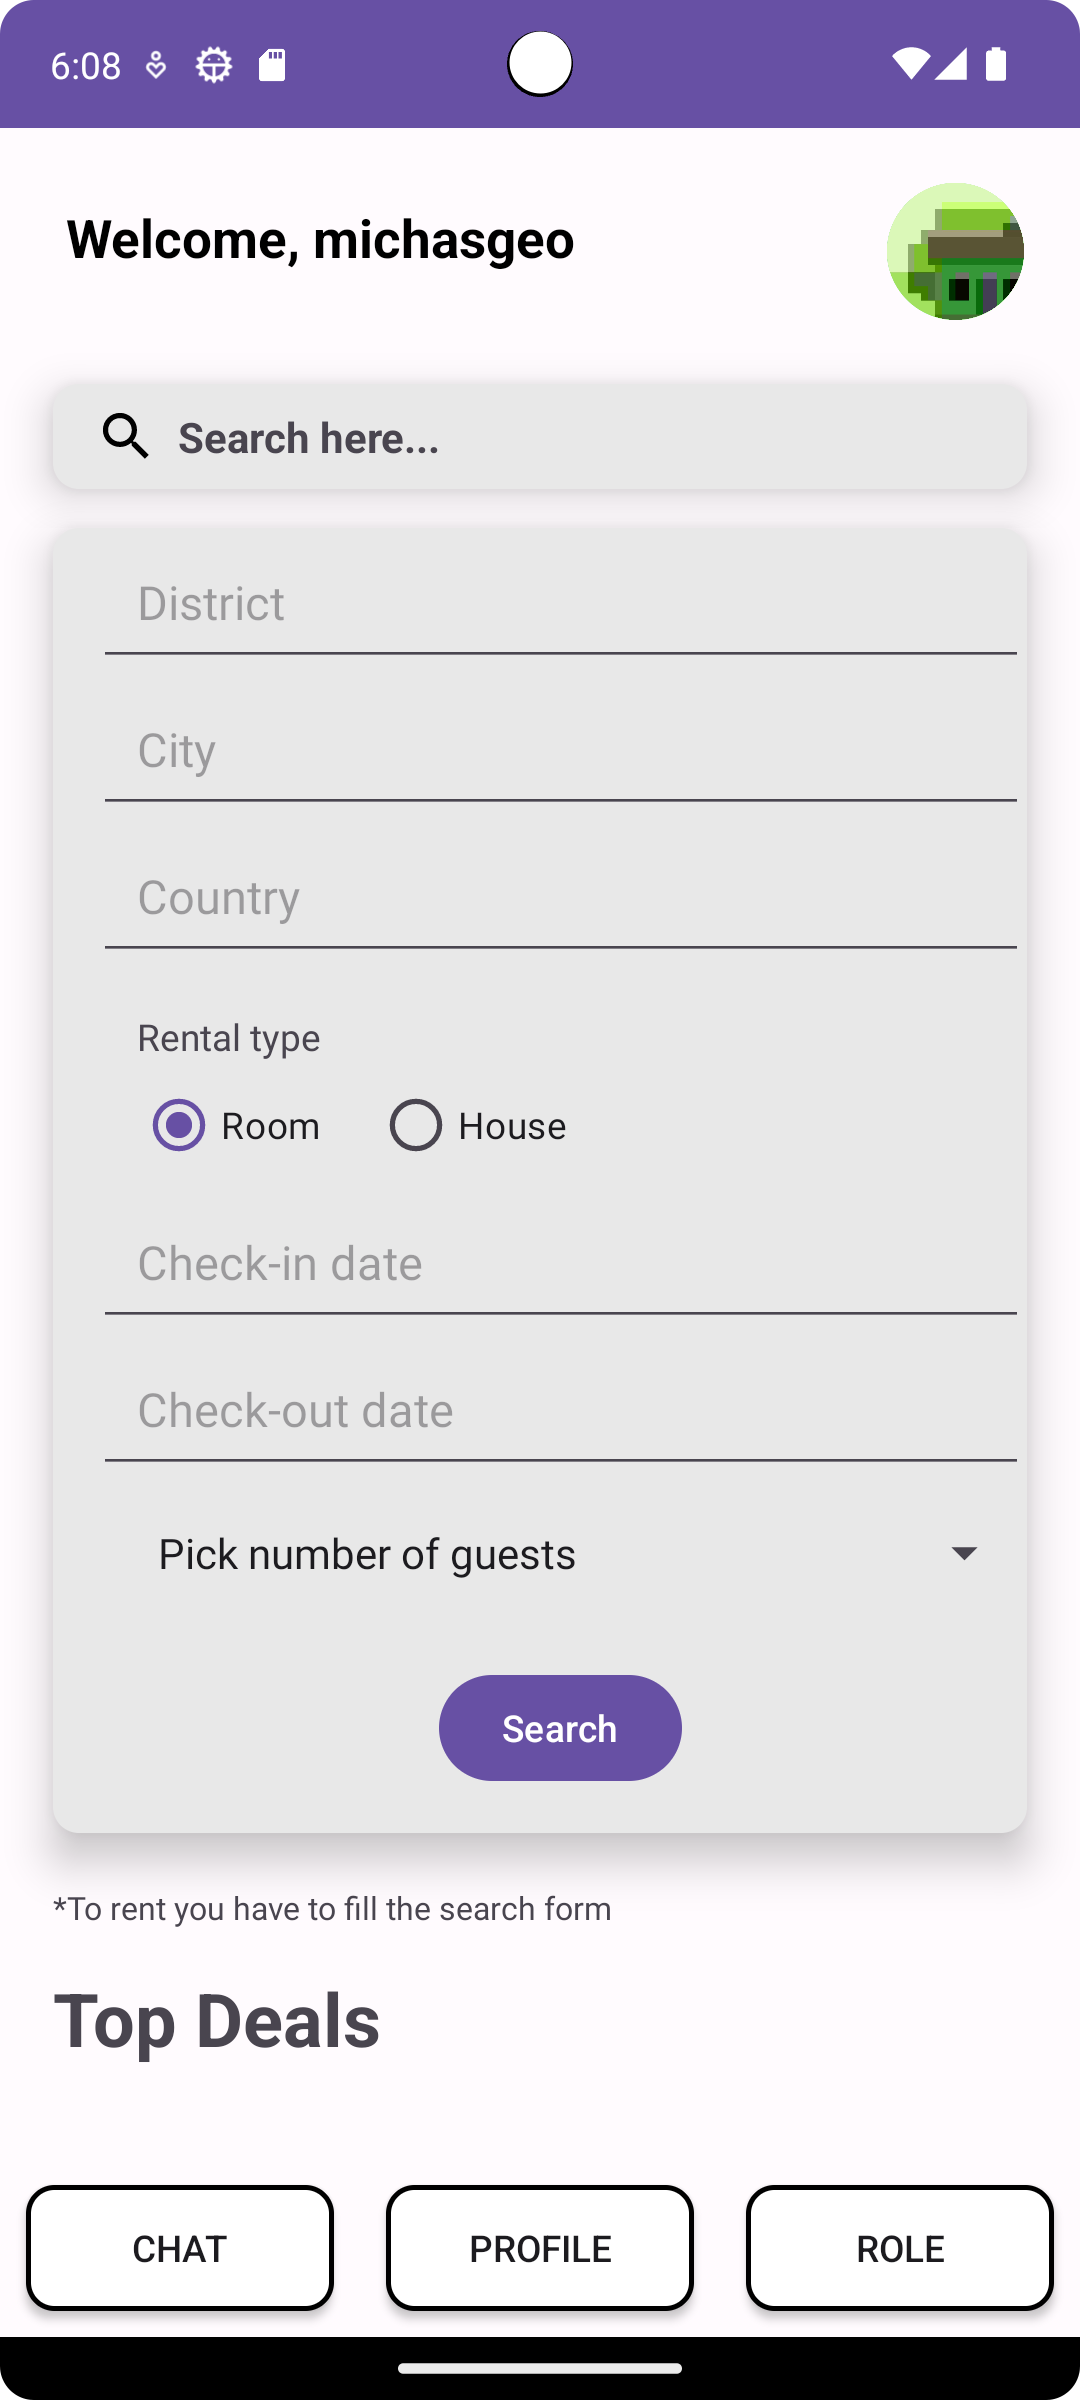 6:08
Welcome, michasgeo
Search here...
District
City
Country
Rental type
Room House
Check-in date
Check-out date
Pick number of guests
Search
*To rent you have to fill the search form
Top Deals
CHAT PROFILE ROLE